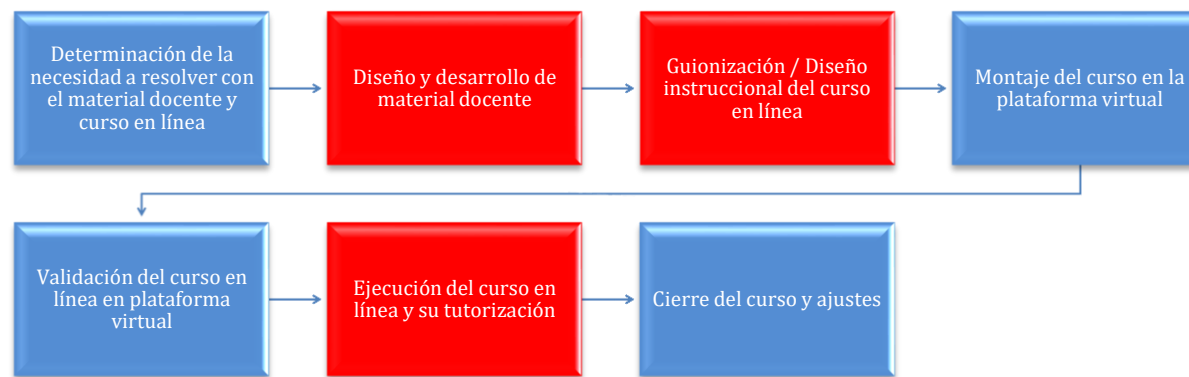 Determinación de la
necesidad a resolver con
el material docente y
curso en línea
Diseño y desarrollo de
material docente
Guionización / Diseño
instruccional del curso
en línea
Montaje del curso en la
plataforma virtual
Validación del curso en
línea en plataforma
virtual
Ejecución del curso en
línea y su tutorización
Cierre del curso y ajustes